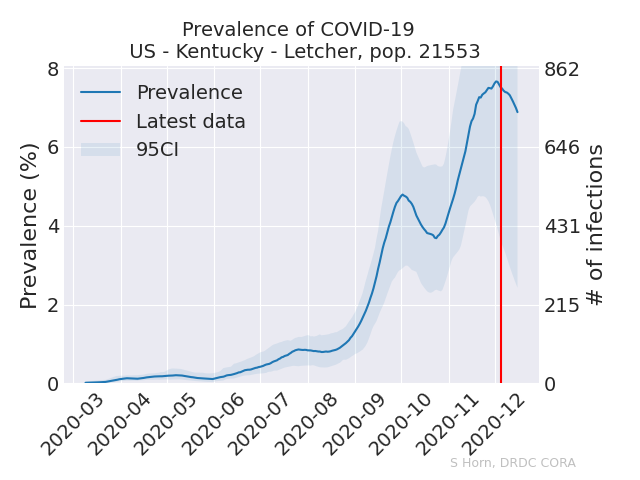 Prevalence of COVID-19
US - Kentucky - Letcher, pop. 21553
Prevalence (%)
8
6
4
2
0
Prevalence
Latest data
95CI
862
646
431
215
0
# of infections
2020-03
2020-04
2020-05
2020-06
2020-07
2020-08
2020-09
2020-10
2020-11
2020-12
S Horn, DRDC CORA